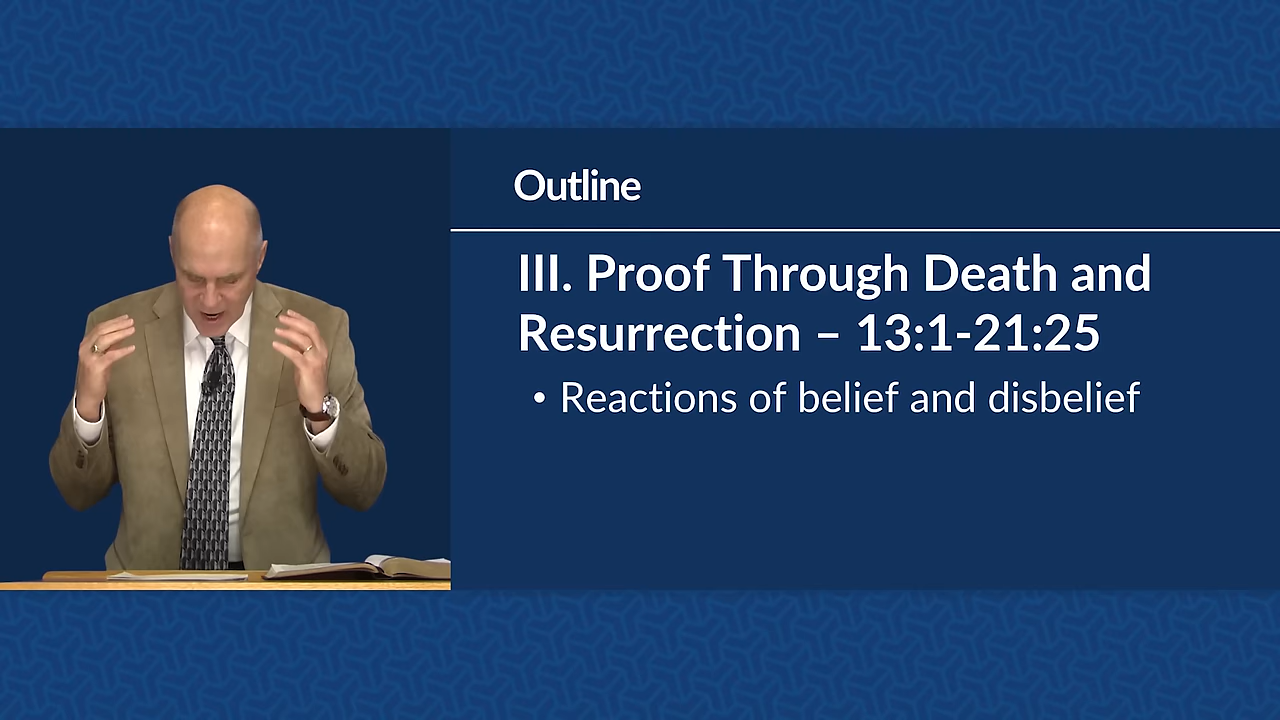 Outline
III. Proof Through Death and
Resurrection – 13:1-21:25
• Reactions of belief and disbelief